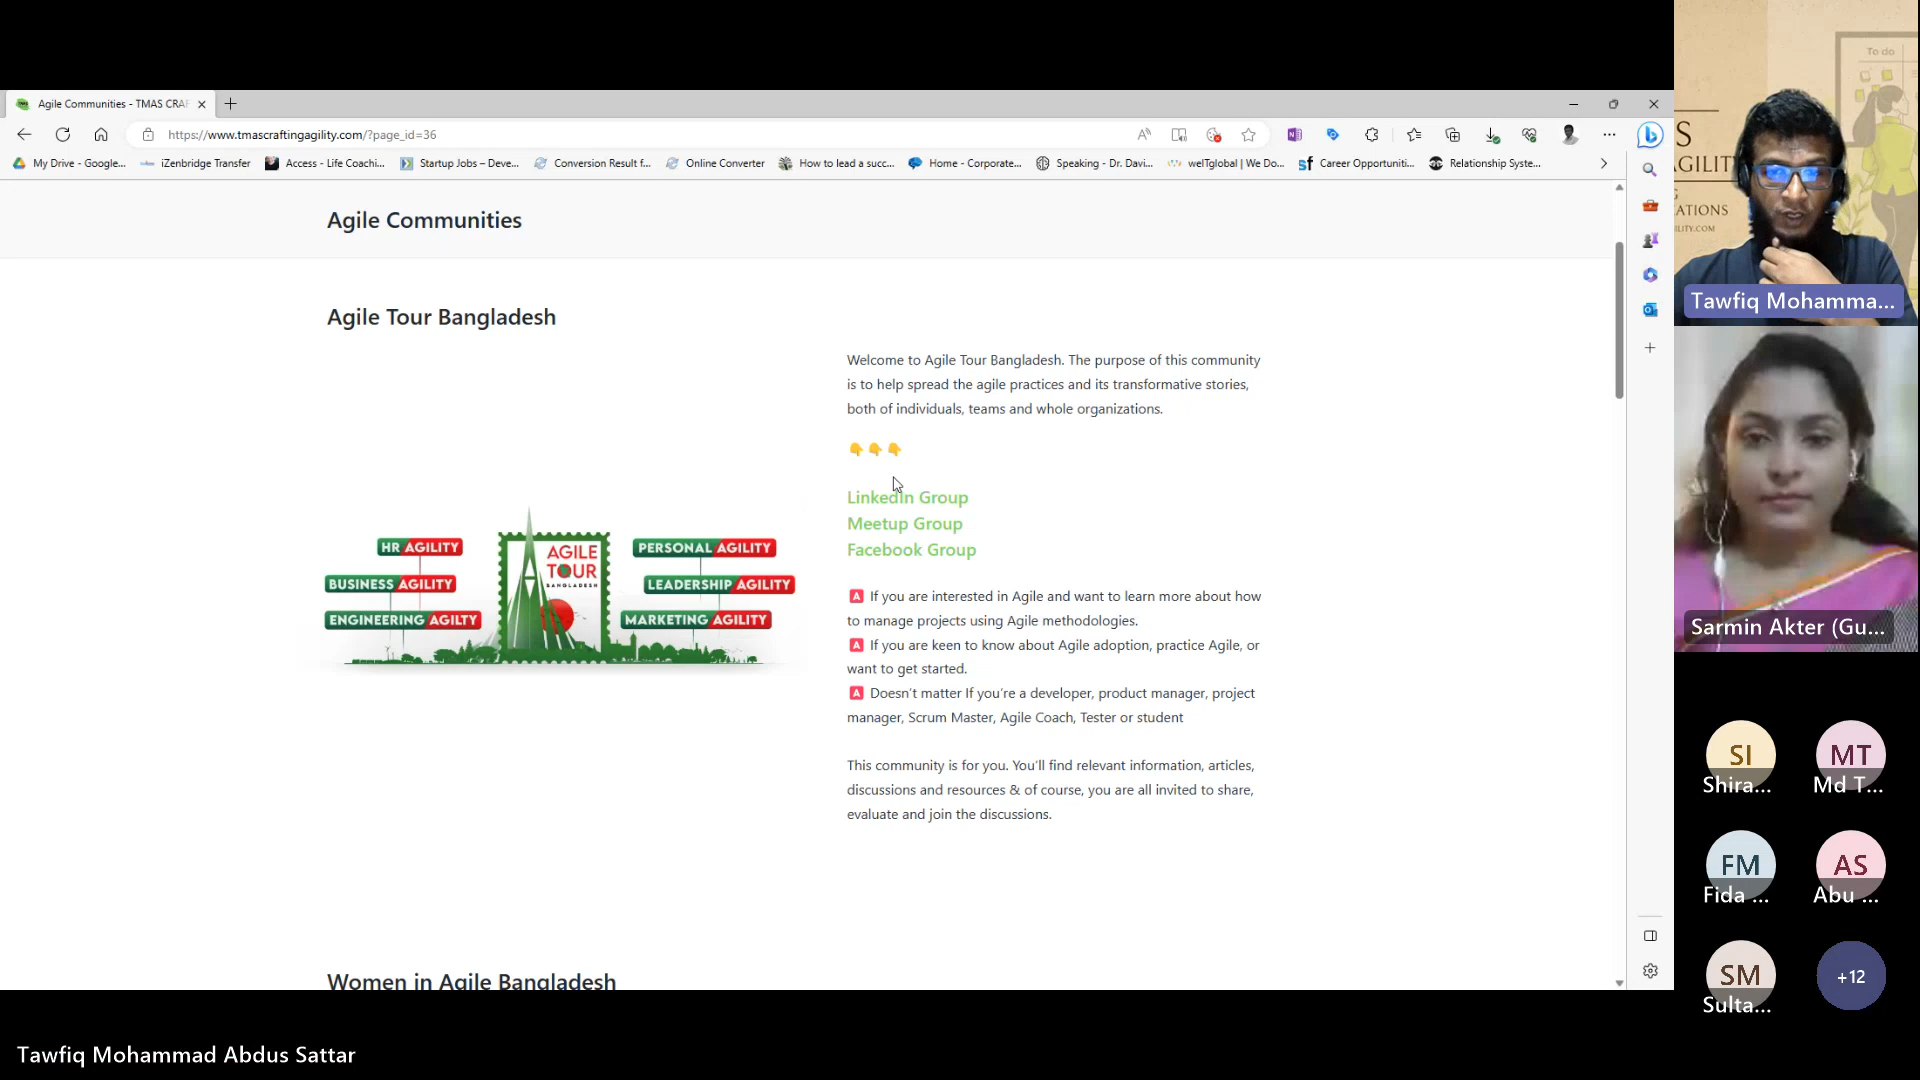 Agile Communities - TMAS CRAF
https://www.tmascraftingagility.com/?page_id=36
My Drive - Google...
iZenbridge Transfer
Access - Life Coachi...
Startup Jobs – Deve...
Conversion Result f...
Online Converter
How to lead a succ...
Home - Corporate...
Speaking - Dr. Davi...
weITglobal | We Do...
Career Opportuniti...
Relationship Syste...
Agile Communities
Agile Tour Bangladesh
Welcome to Agile Tour Bangladesh. The purpose of this community
is to help spread the agile practices and its transformative stories,
both of individuals, teams and whole organizations.
👇👇👇
LinkedIn Group
Meetup Group
Facebook Group
HR AGILITY
BUSINESS AGILITY
ENGINEERING AGILTY
AGILE
TOUR
BANGLADESH
PERSONAL AGILITY
LEADERSHIP AGILITY
MARKETING AGILITY
🅰 If you are interested in Agile and want to learn more about how
to manage projects using Agile methodologies.
🅰 If you are keen to know about Agile adoption, practice Agile, or
want to get started.
🅰 Doesn't matter If you're a developer, product manager, project
manager, Scrum Master, Agile Coach, Tester or student
This community is for you. You'll find relevant information, articles,
discussions and resources & of course, you are all invited to share,
evaluate and join the discussions.
Women in Agile Bangladesh
To do
S
AGILIT
ATIONS
ILITY.COM
Tawfiq Mohamma...
Sarmin Akter (Gu...
SI
Shira...
MT
Md T...
FM
Fida ...
AS
Abu ...
SM
Sulta...
+12
Tawfiq Mohammad Abdus Sattar